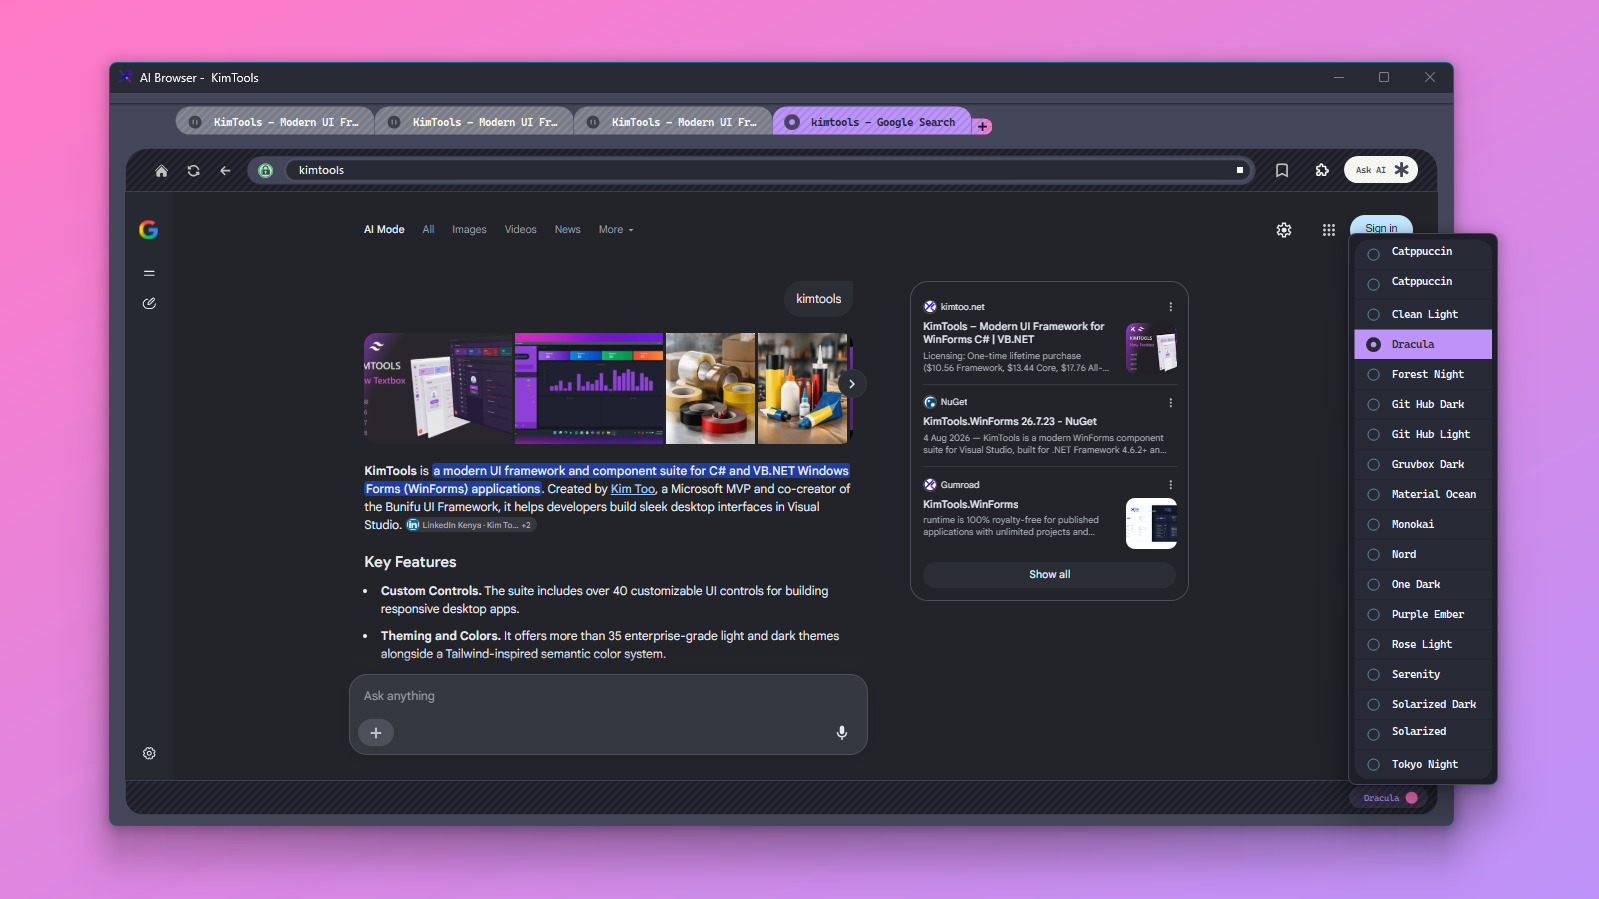 AI Browser - KimTools
KimTools – Modern UI Fr…
KimTools – Modern UI Fr…
KimTools – Modern UI Fr…
kimtools – Google Search
kimtools
Ask AI
AI Mode
All
Images
Videos
News
More
Sign in
kimtools
KimTools is a modern UI framework and component suite for C# and VB.NET Windows
Forms (WinForms) applications. Created by Kim Too, a Microsoft MVP and co-creator of
the Bunifu UI Framework, it helps developers build sleek desktop interfaces in Visual
Studio. LinkedIn Kenya · Kim To... +2
Key Features
• Custom Controls. The suite includes over 40 customizable UI controls for building
responsive desktop apps.
• Theming and Colors. It offers more than 35 enterprise-grade light and dark themes
alongside a Tailwind-inspired semantic color system.
Ask anything
kimtoo.net
KimTools – Modern UI Framework for
WinForms C# | VB.NET
Licensing: One-time lifetime purchase
($10.56 Framework, $13.44 Core, $17.76 All-...
NuGet
KimTools.WinForms 26.7.23 - NuGet
4 Aug 2026 — KimTools is a modern WinForms component
suite for Visual Studio, built for .NET Framework 4.6.2+ an...
Gumroad
KimTools.WinForms
runtime is 100% royalty-free for published
applications with unlimited projects and...
Show all
Catppuccin
Catppuccin
Clean Light
Dracula
Forest Night
Git Hub Dark
Git Hub Light
Gruvbox Dark
Material Ocean
Monokai
Nord
One Dark
Purple Ember
Rose Light
Serenity
Solarized Dark
Solarized
Tokyo Night
Dracula